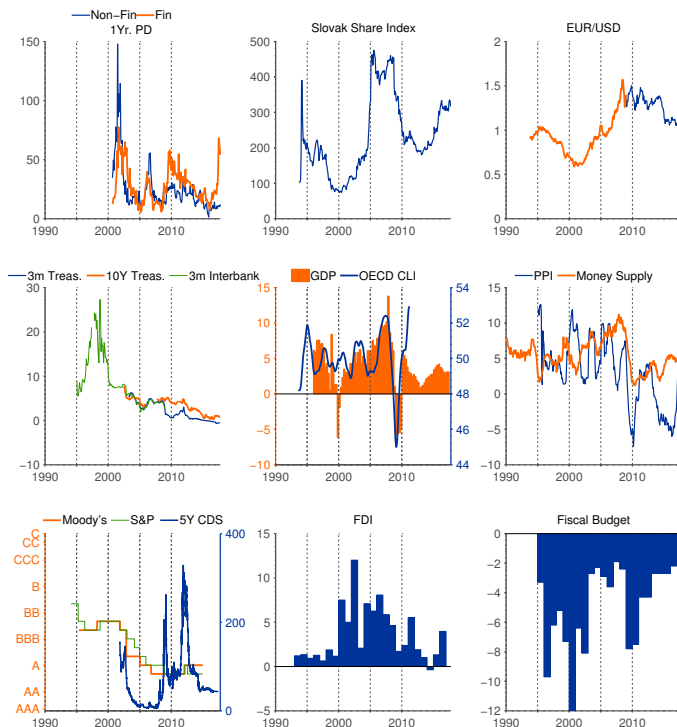 Non−Fin Fin
1Yr. PD
150
100
50
0
1990 2000 2010
Slovak Share Index
500
400
300
200
100
0
1990 2000 2010
EUR/USD
2
1.5
1
0.5
0
1990 2000 2010
3m Treas. 10Y Treas. 3m Interbank
30
20
10
0
−10
1990 2000 2010
GDP OECD CLI
15
10
5
0
−5
−10
54
52
50
48
46
44
1990 2000 2010
PPI Money Supply
15
10
5
0
−5
−10
1990 2000 2010
Moody's S&P 5Y CDS
C
CC
CCC
B
BB
BBB
A
AA
AAA
400
200
0
1990 2000 2010
FDI
15
10
5
0
−5
1990 2000 2010
Fiscal Budget
0
−2
−4
−6
−8
−10
−12
1990 2000 2010